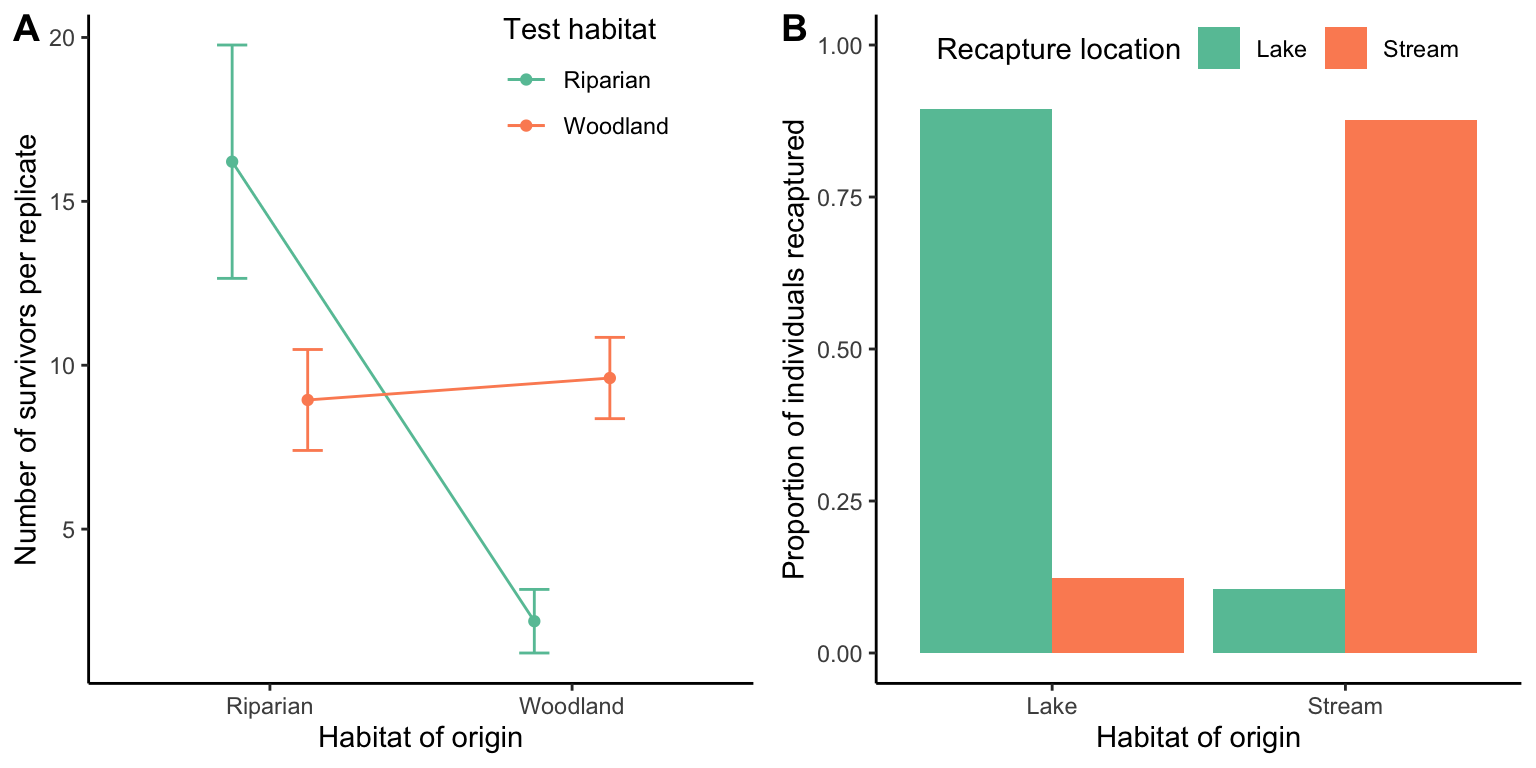 A
Number of survivors per replicate
20
15
10
5
Test habitat
Riparian
Woodland
Riparian Woodland
Habitat of origin
B
Proportion of individuals recaptured
1.00
0.75
0.50
0.25
0.00
Recapture location Lake Stream
Lake Stream
Habitat of origin